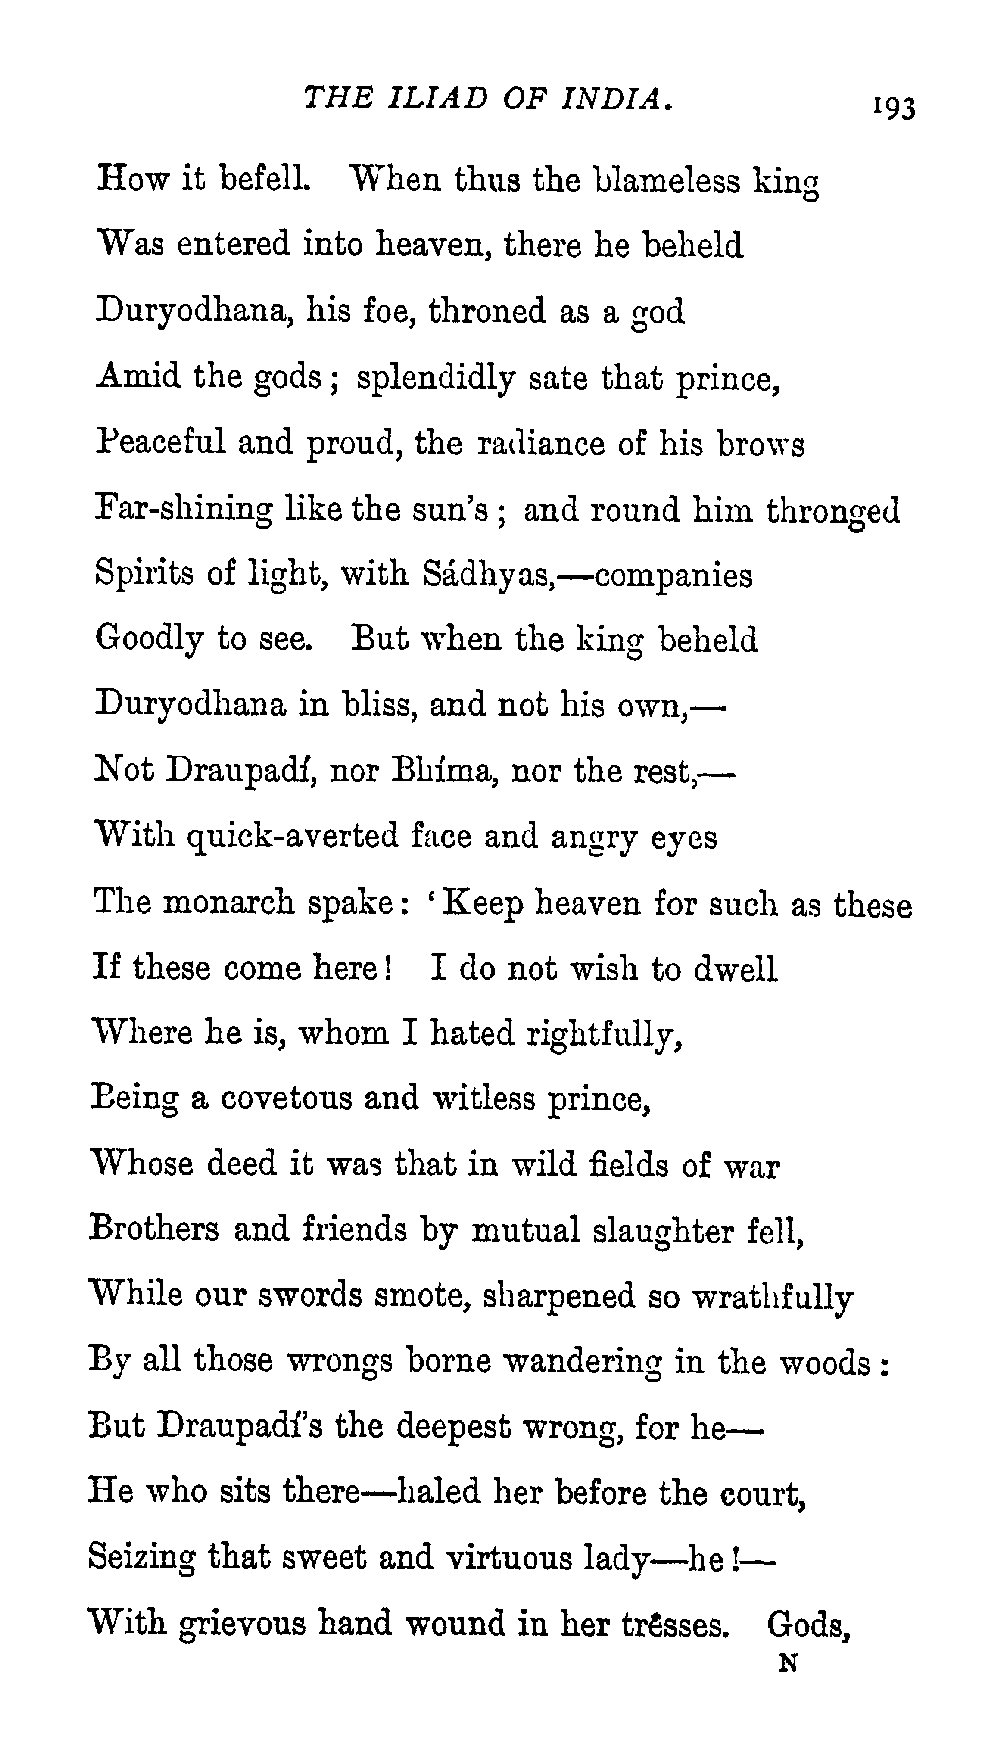 THE ILIAD OF INDIA. 193
How it befell. When thus the blameless king
Was entered into heaven, there he beheld
Duryodhana, his foe, throned as a god
Amid the gods; splendidly sate that prince,
Peaceful and proud, the radiance of his brows
Far-shining like the sun's; and round him thronged
Spirits of light, with Sádhyas,—companies
Goodly to see. But when the king beheld
Duryodhana in bliss, and not his own,—
Not Draupadí, nor Bhíma, nor the rest,—
With quick-averted face and angry eyes
The monarch spake: 'Keep heaven for such as these
If these come here! I do not wish to dwell
Where he is, whom I hated rightfully,
Being a covetous and witless prince,
Whose deed it was that in wild fields of war
Brothers and friends by mutual slaughter fell,
While our swords smote, sharpened so wrathfully
By all those wrongs borne wandering in the woods:
But Draupadí's the deepest wrong, for he—
He who sits there—haled her before the court,
Seizing that sweet and virtuous lady—he!—
With grievous hand wound in her tresses. Gods,
N